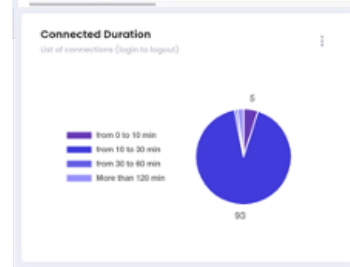 Connected Duration
List of connections (login to logout)
5
from 0 to 10 min
from 10 to 30 min
from 30 to 60 min
More than 120 min
93